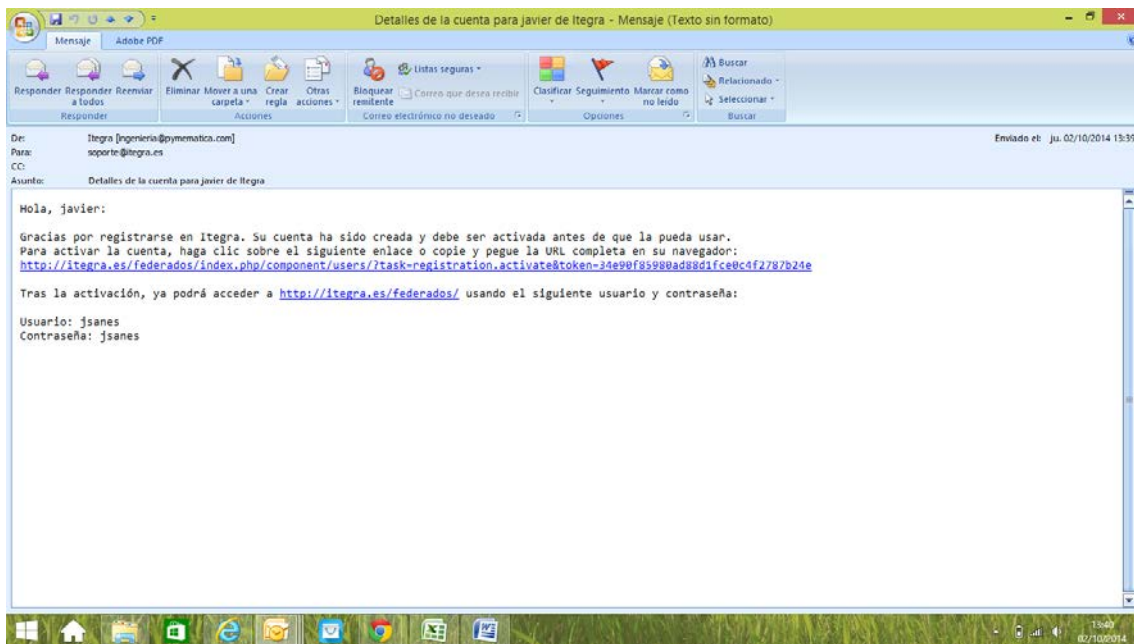 Detalles de la cuenta para javier de Itegra - Mensaje (Texto sin formato)
Mensaje Adobe PDF
Responder Responder a todos Reenviar
Eliminar Mover a una carpeta Crear regla Otras acciones
Bloquear remitente Listas seguras
Correo que desea recibir
Clasificar Seguimiento Marcar como no leído
Buscar
Relacionado
Seleccionar
Responder Acciones Correo electrónico no deseado Opciones Buscar
De: Itegra [ingenieria@pymematica.com] Enviado el: ju. 02/10/2014 13:39
Para: soporte@itegra.es
CC:
Asunto: Detalles de la cuenta para javier de Itegra
Hola, javier:
Gracias por registrarse en Itegra. Su cuenta ha sido creada y debe ser activada antes de que la pueda usar.
Para activar la cuenta, haga clic sobre el siguiente enlace o copie y pegue la URL completa en su navegador:
http://itegra.es/federados/index.php/component/users/?task=registration.activate&token=34e90f85980ad88d1fce0c4f2787b24e
Tras la activación, ya podrá acceder a http://itegra.es/federados/ usando el siguiente usuario y contraseña:
Usuario: jsanes
Contraseña: jsanes
13:40
02/10/2014